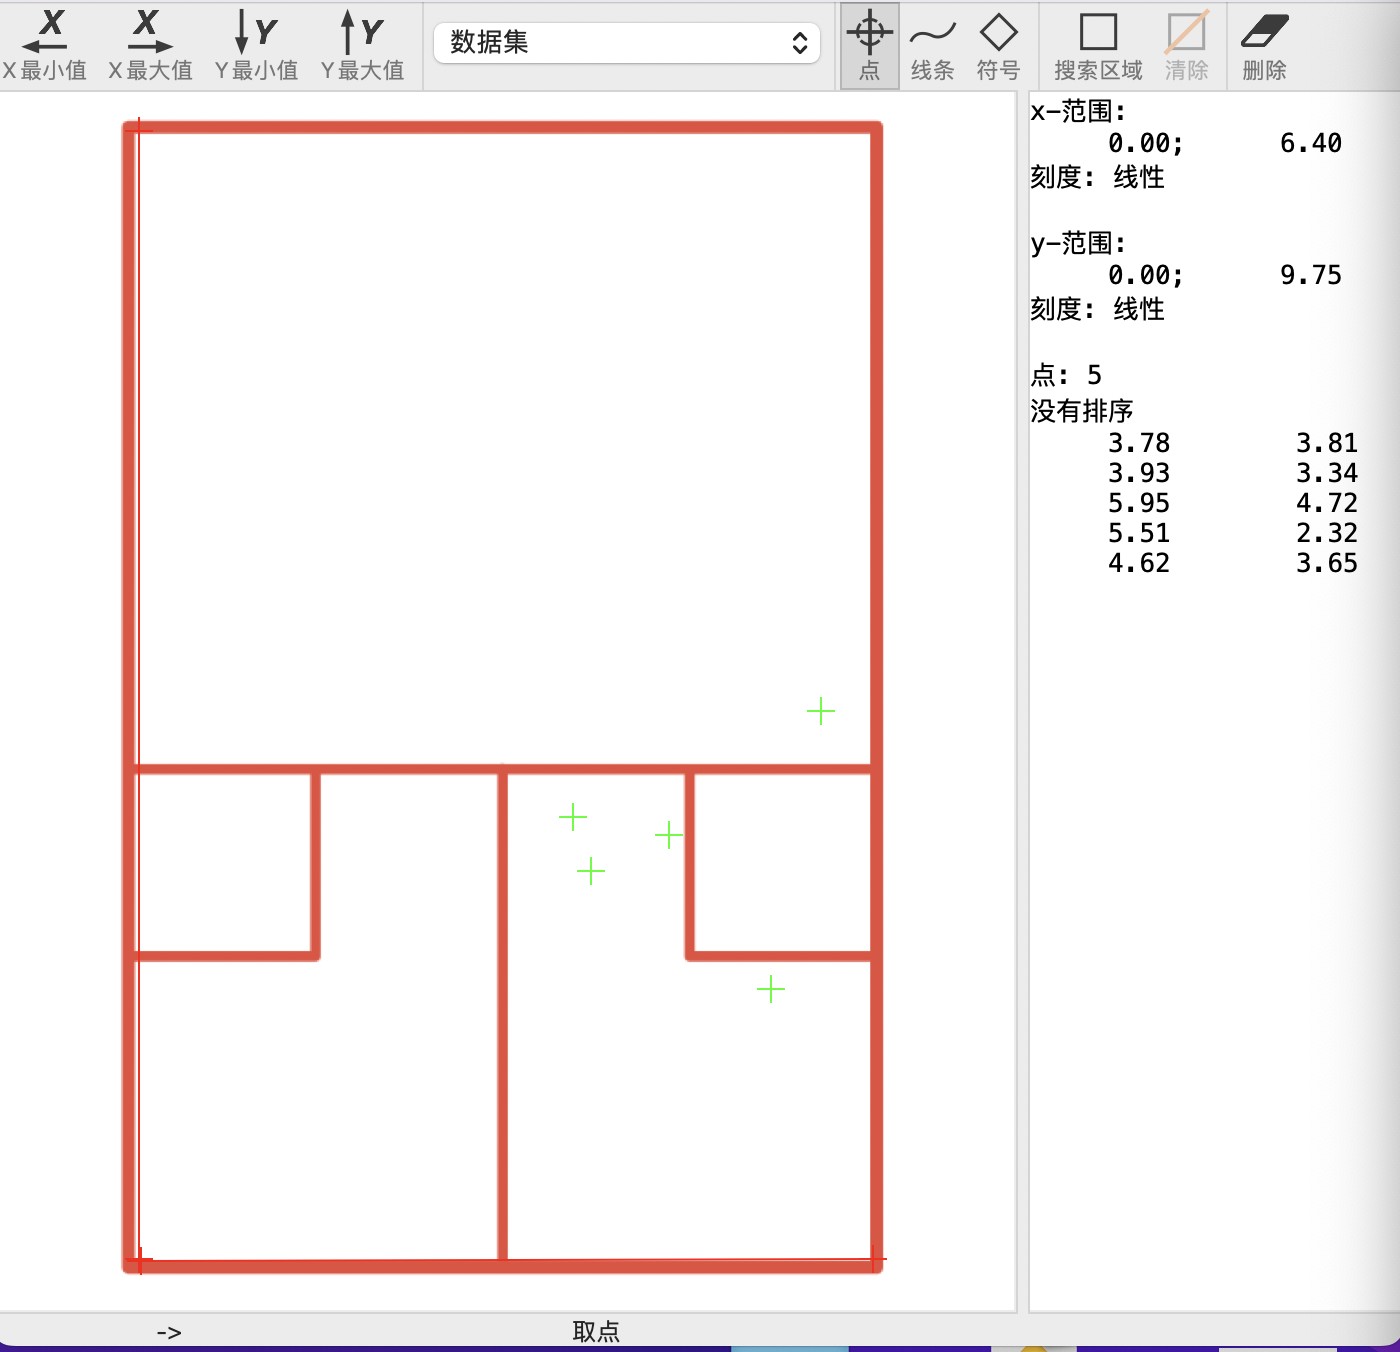 X X Y Y
X 最小值 X 最大值 Y 最小值 Y 最大值 数据集 点 线条 符号 搜索区域 清除 删除
x-范围:
0.00; 6.40
刻度: 线性
y-范围:
0.00; 9.75
刻度: 线性
点: 5
没有排序
3.78 3.81
3.93 3.34
5.95 4.72
5.51 2.32
4.62 3.65
-> 取点